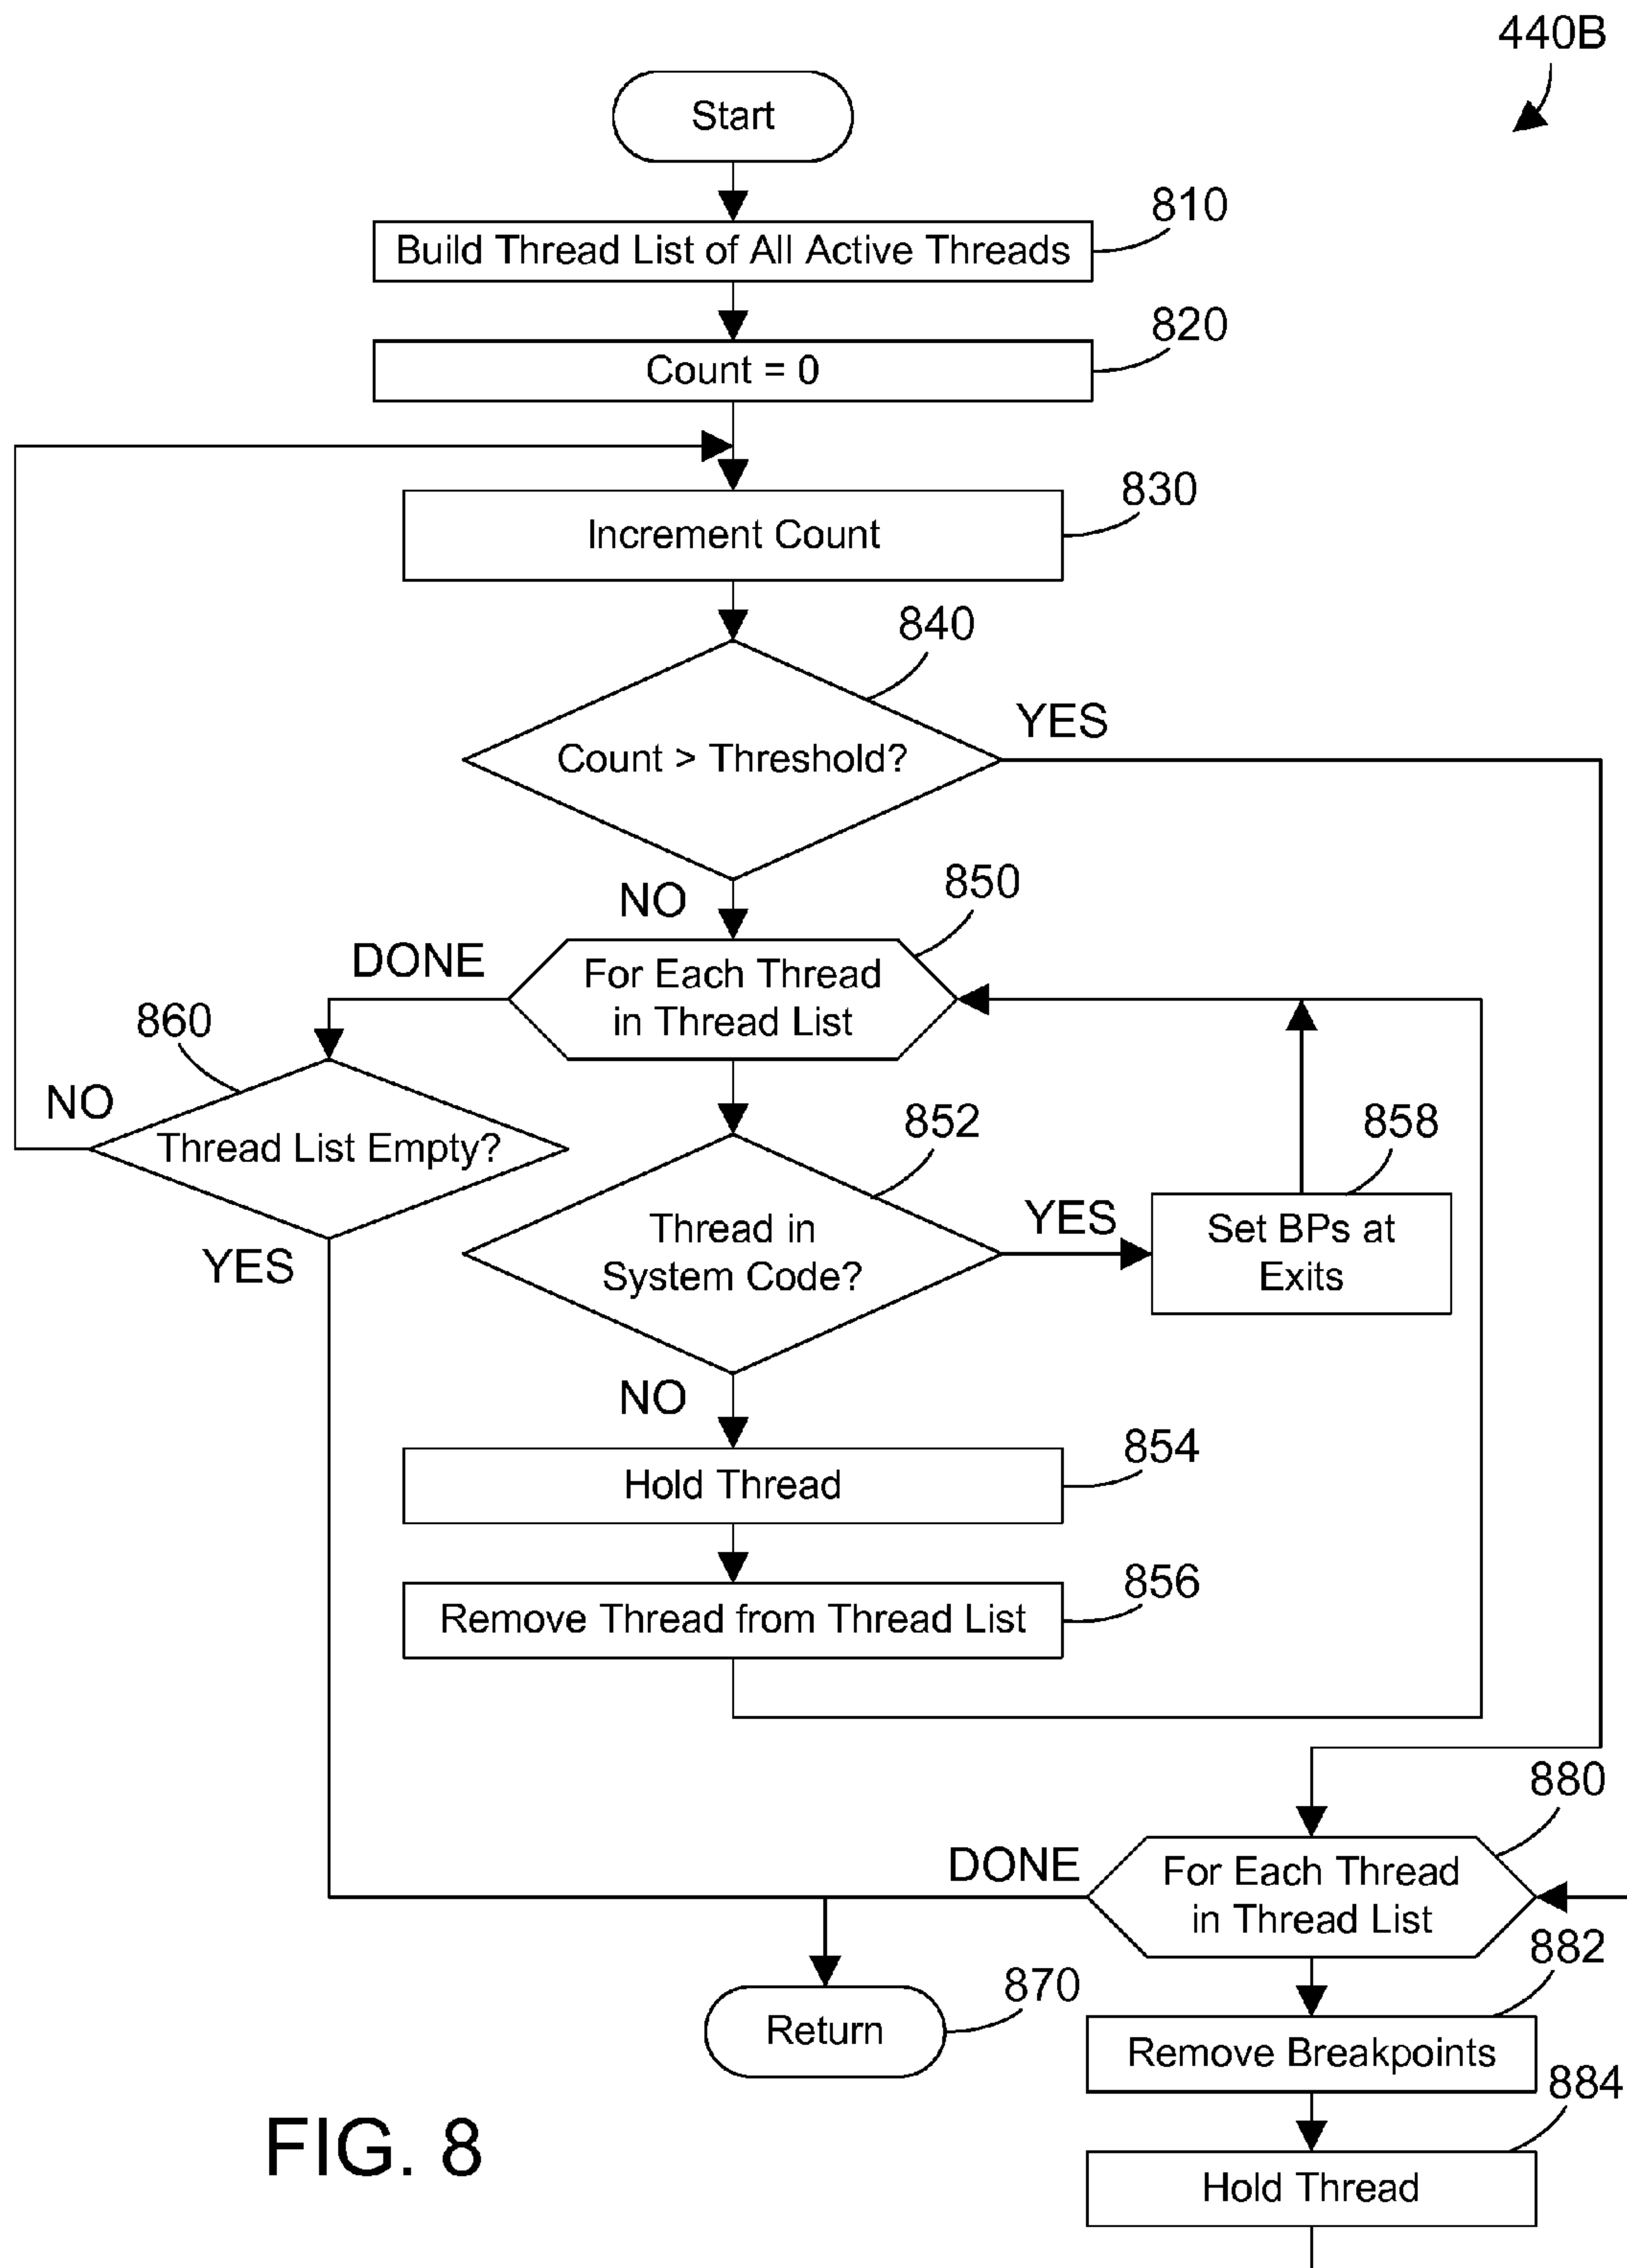 440B
Start
810
Build Thread List of All Active Threads
820
Count = 0
830
Increment Count
840
YES
Count > Threshold?
NO
850
DONE
For Each Thread
in Thread List
860
NO
Thread List Empty?
YES
852
858
Thread in
System Code?
YES
Set BPs at
Exits
NO
854
Hold Thread
856
Remove Thread from Thread List
880
DONE
For Each Thread
in Thread List
882
870
Return
Remove Breakpoints
884
Hold Thread
FIG. 8